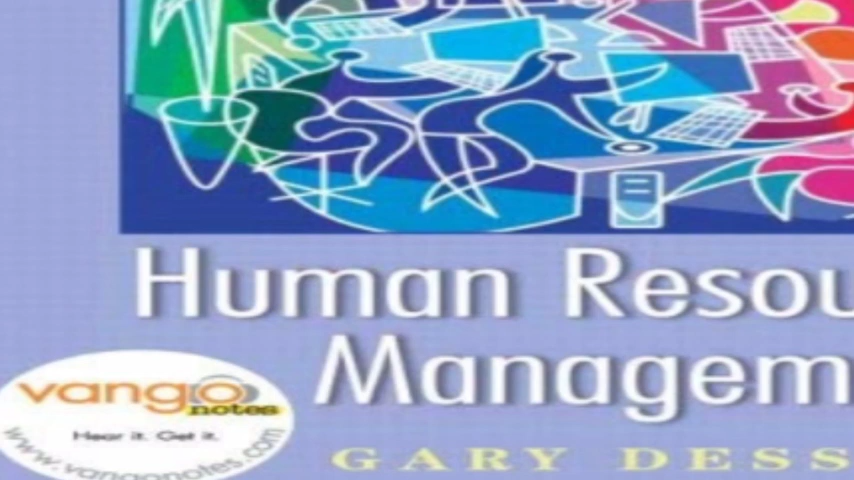 Human Resou
Managem
vango
notes
Hear it. Get it.
www.vangonotes.com
GARY DESS